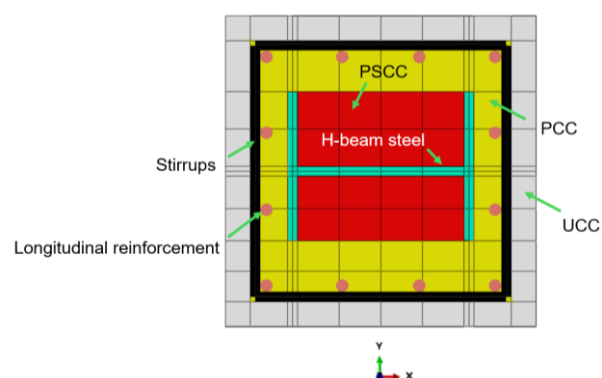 PSCC
PCC
H-beam steel
Stirrups
UCC
Longitudinal reinforcement
Y
X